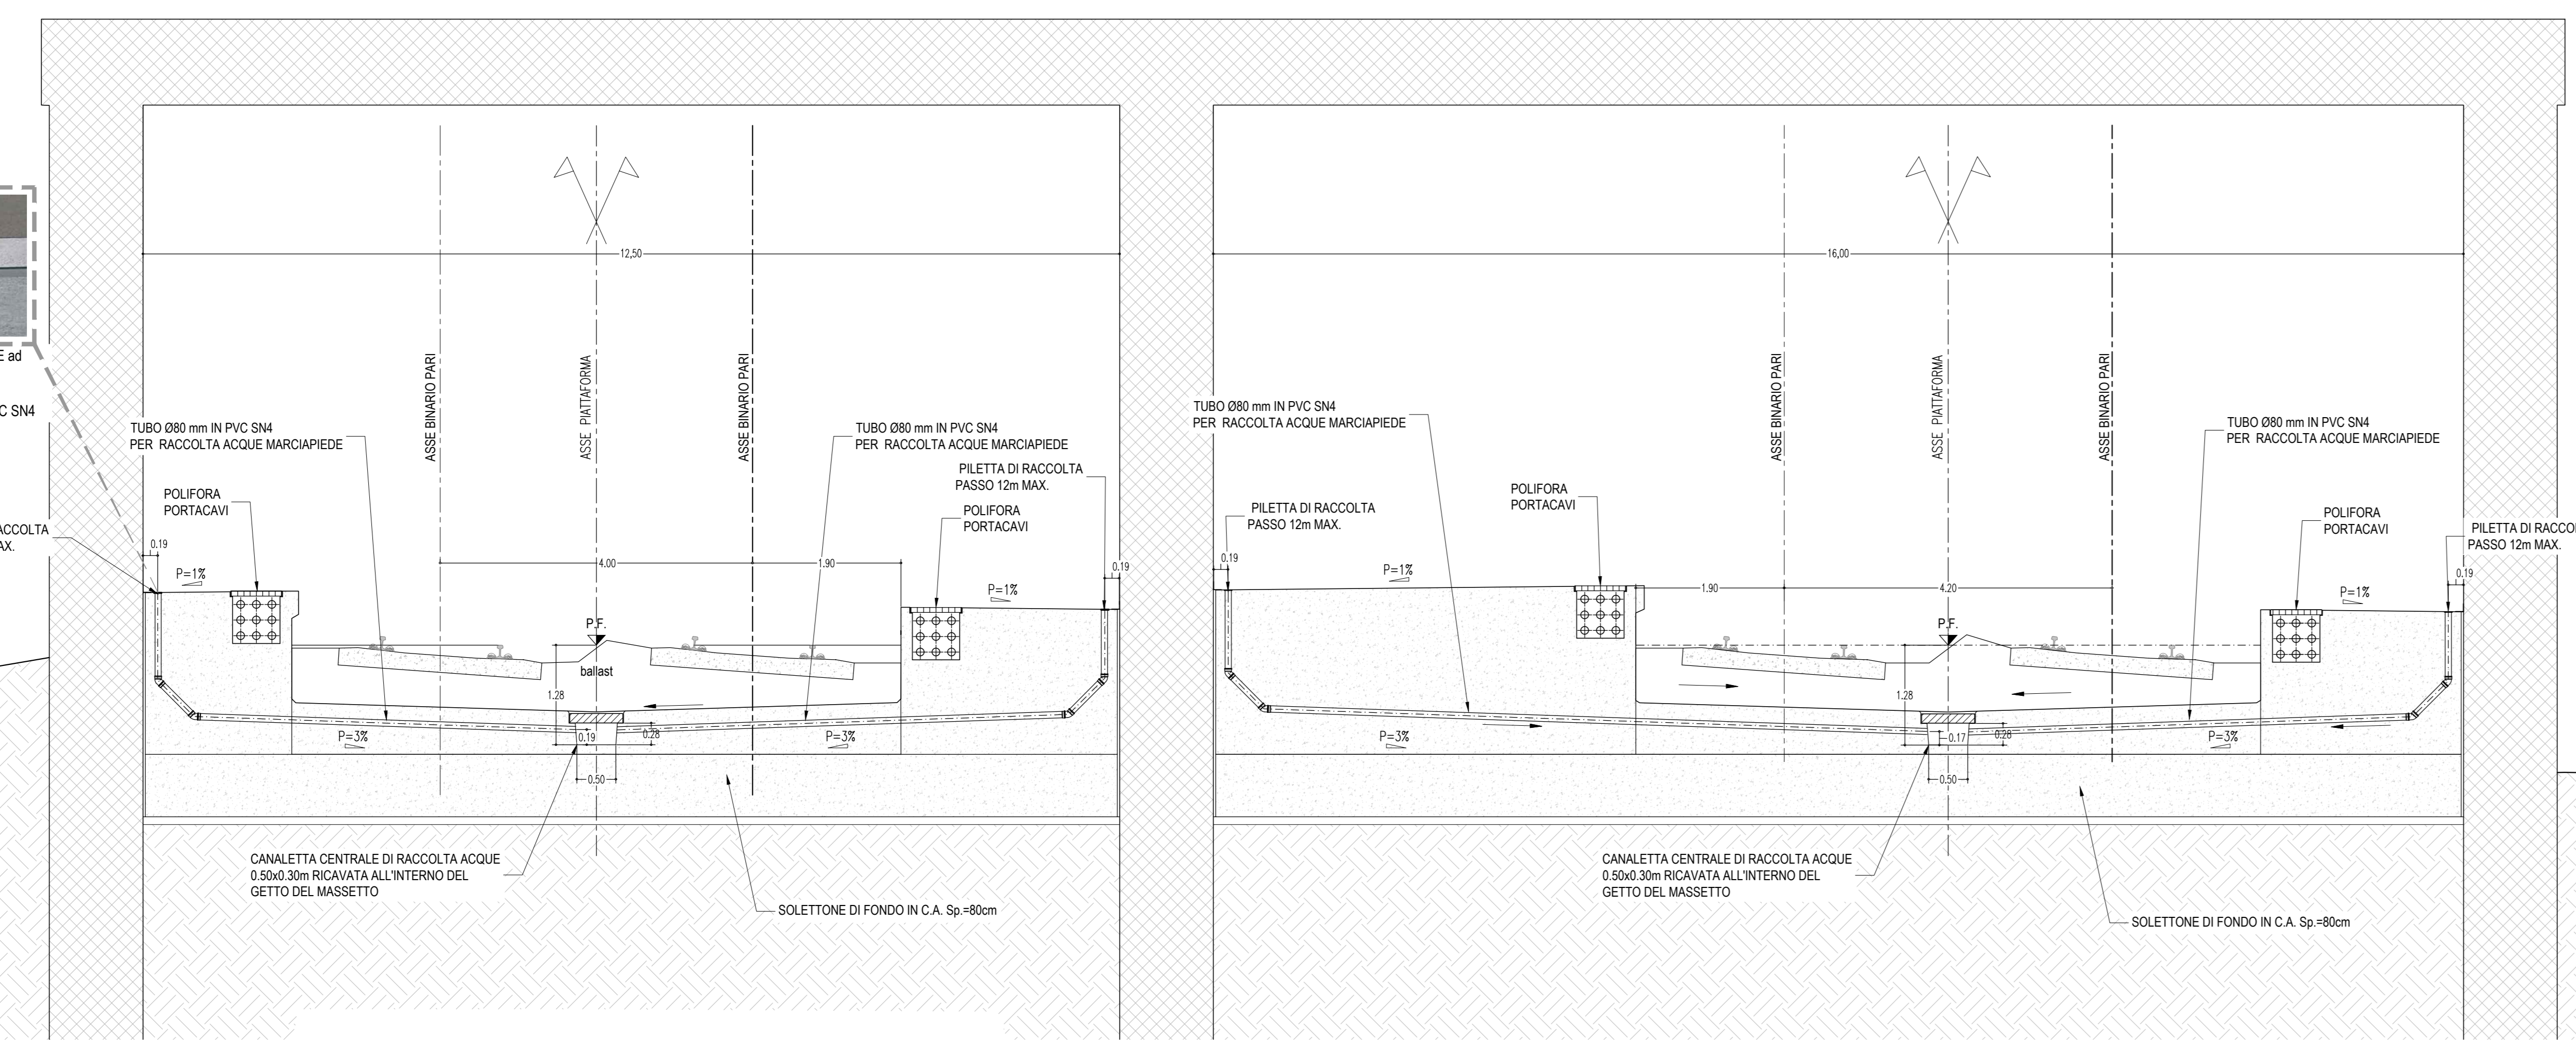 12,50
16,00
ASSE BINARIO PARI
ASSE PIATTAFORMA
ASSE BINARIO PARI
ASSE BINARIO PARI
ASSE PIATTAFORMA
ASSE BINARIO PARI
E ad
C SN4
TUBO Ø80 mm IN PVC SN4
PER RACCOLTA ACQUE MARCIAPIEDE
TUBO Ø80 mm IN PVC SN4
PER RACCOLTA ACQUE MARCIAPIEDE
PILETTA DI RACCOLTA
PASSO 12m MAX.
POLIFORA
PORTACAVI
POLIFORA
PORTACAVI
ACCOLTA
AX.
0.19
P=1%
4.00
1.90
0.19
P=1%
P.F.
ballast
1.28
0.19
0.28
P=3%
P=3%
0.50
CANALETTA CENTRALE DI RACCOLTA ACQUE
0.50x0.30m RICAVATA ALL'INTERNO DEL
GETTO DEL MASSETTO
SOLETTONE DI FONDO IN C.A. Sp.=80cm
TUBO Ø80 mm IN PVC SN4
PER RACCOLTA ACQUE MARCIAPIEDE
TUBO Ø80 mm IN PVC SN4
PER RACCOLTA ACQUE MARCIAPIEDE
PILETTA DI RACCOLTA
PASSO 12m MAX.
POLIFORA
PORTACAVI
POLIFORA
PORTACAVI
PILETTA DI RACCOL
PASSO 12m MAX.
0.19
P=1%
1.90
4.20
P=1%
0.19
P.F.
1.28
0.17
0.28
P=3%
P=3%
0.50
CANALETTA CENTRALE DI RACCOLTA ACQUE
0.50x0.30m RICAVATA ALL'INTERNO DEL
GETTO DEL MASSETTO
SOLETTONE DI FONDO IN C.A. Sp.=80cm